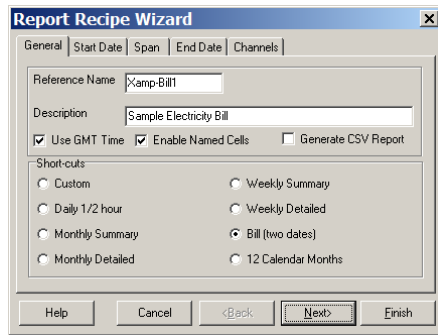 Report Recipe Wizard
General Start Date Span End Date Channels
Reference Name Xamp-Bill1
Description Sample Electricity Bill
Use GMT Time Enable Named Cells Generate CSV Report
Short-cuts
Custom Weekly Summary
Daily 1/2 hour Weekly Detailed
Monthly Summary Bill (two dates)
Monthly Detailed 12 Calendar Months
Help Cancel <Back Next> Finish